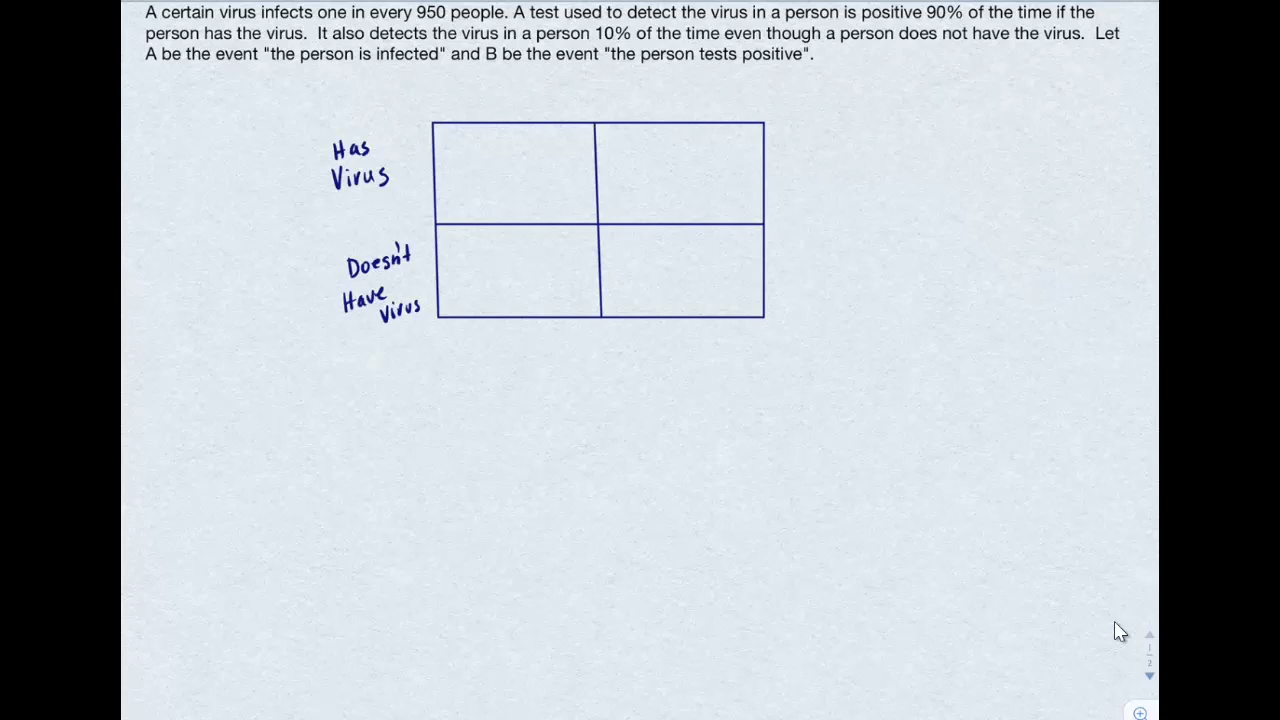 A certain virus infects one in every 950 people. A test used to detect the virus in a person is positive 90% of the time if the
person has the virus.  It also detects the virus in a person 10% of the time even though a person does not have the virus.  Let
A be the event "the person is infected" and B be the event "the person tests positive".
Has
Virus
Doesn't
Have
Virus
1
2